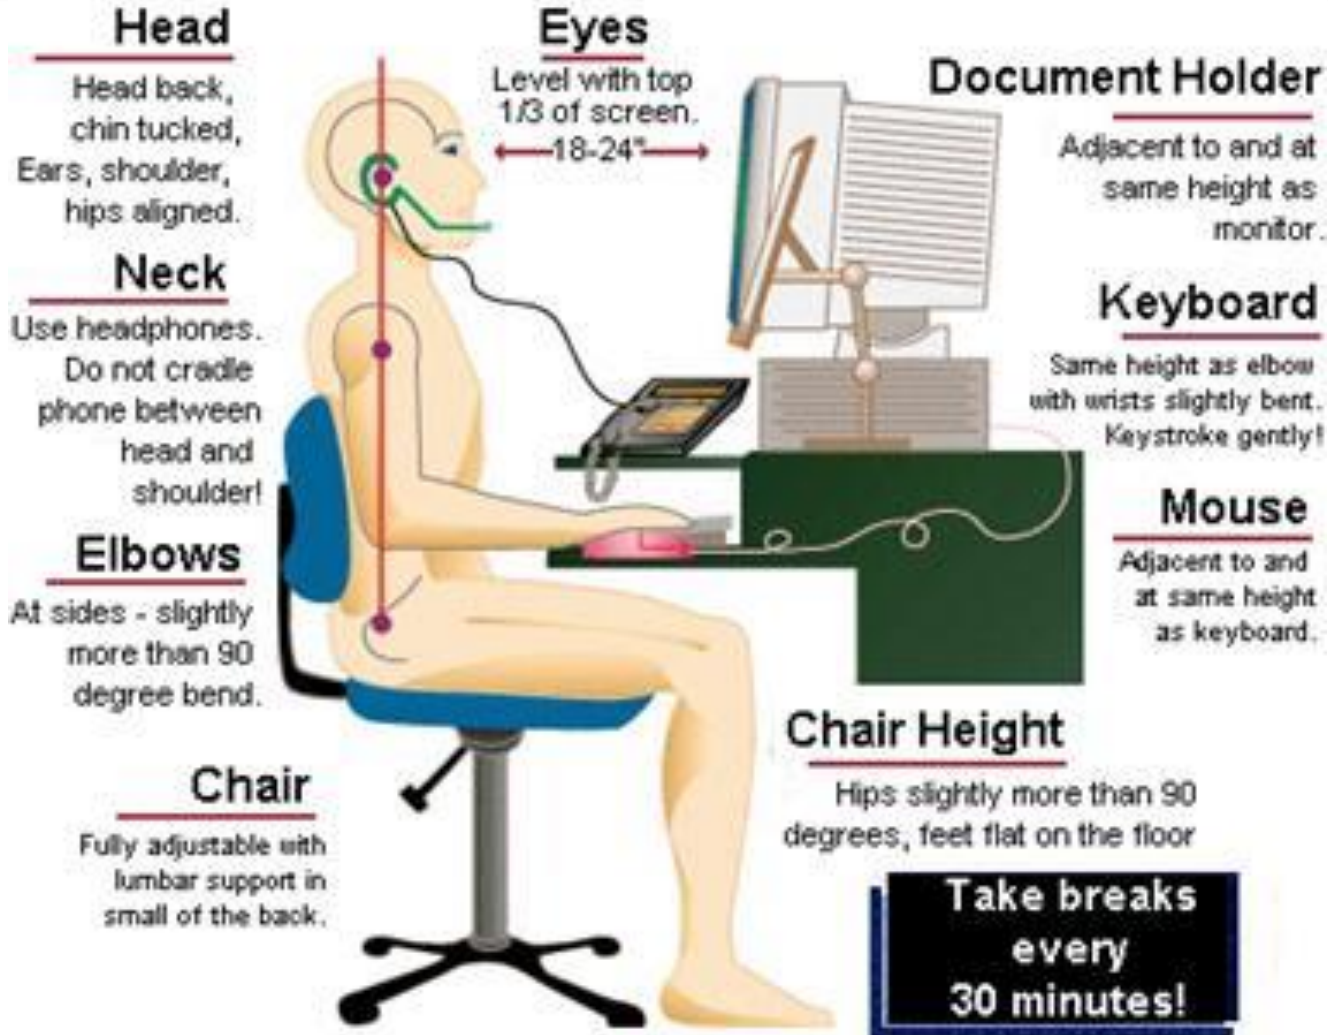 Head
Head back,
chin tucked,
Ears, shoulder,
hips aligned.
Neck
Use headphones.
Do not cradle
phone between
head and
shoulder!
Elbows
At sides - slightly
more than 90
degree bend.
Chair
Fully adjustable with
lumbar support in
small of the back.
Eyes
Level with top
1/3 of screen.
18-24"
Document Holder
Adjacent to and at
same height as
monitor.
Keyboard
Same height as elbow
with wrists slightly bent.
Keystroke gently!
Mouse
Adjacent to and
at same height
as keyboard.
Chair Height
Hips slightly more than 90
degrees, feet flat on the floor
Take breaks
every
30 minutes!